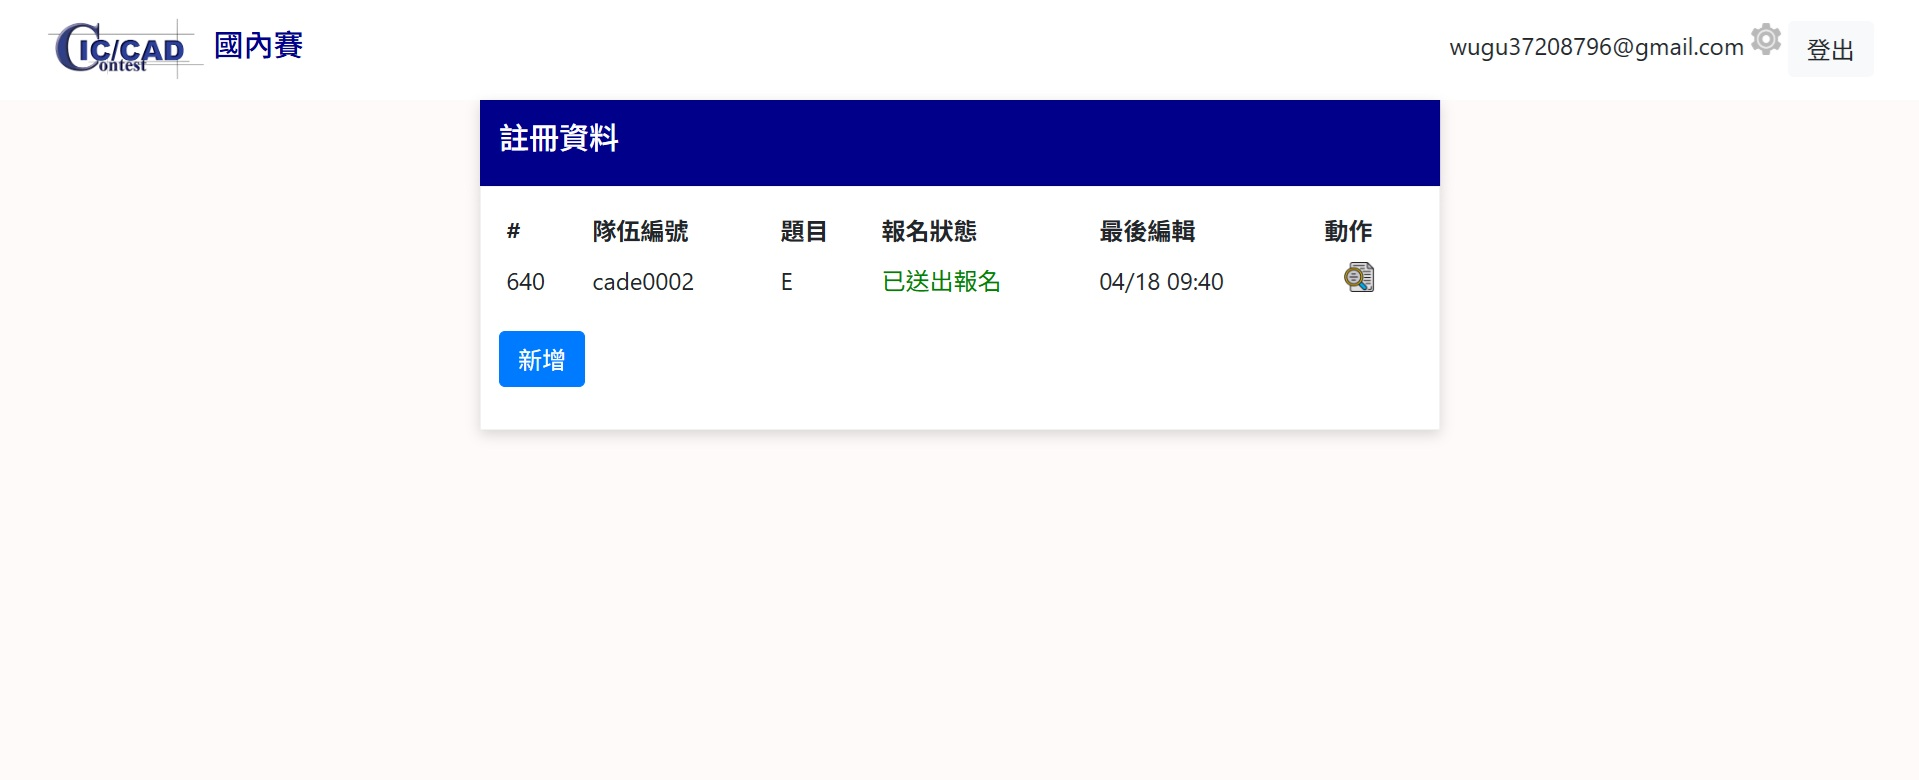 CIC/CAD Contest 國內賽 wugu37208796@gmail.com 登出
註冊資料
# 隊伍編號 題目 報名狀態 最後編輯 動作
640 cade0002 E 已送出報名 04/18 09:40
新增